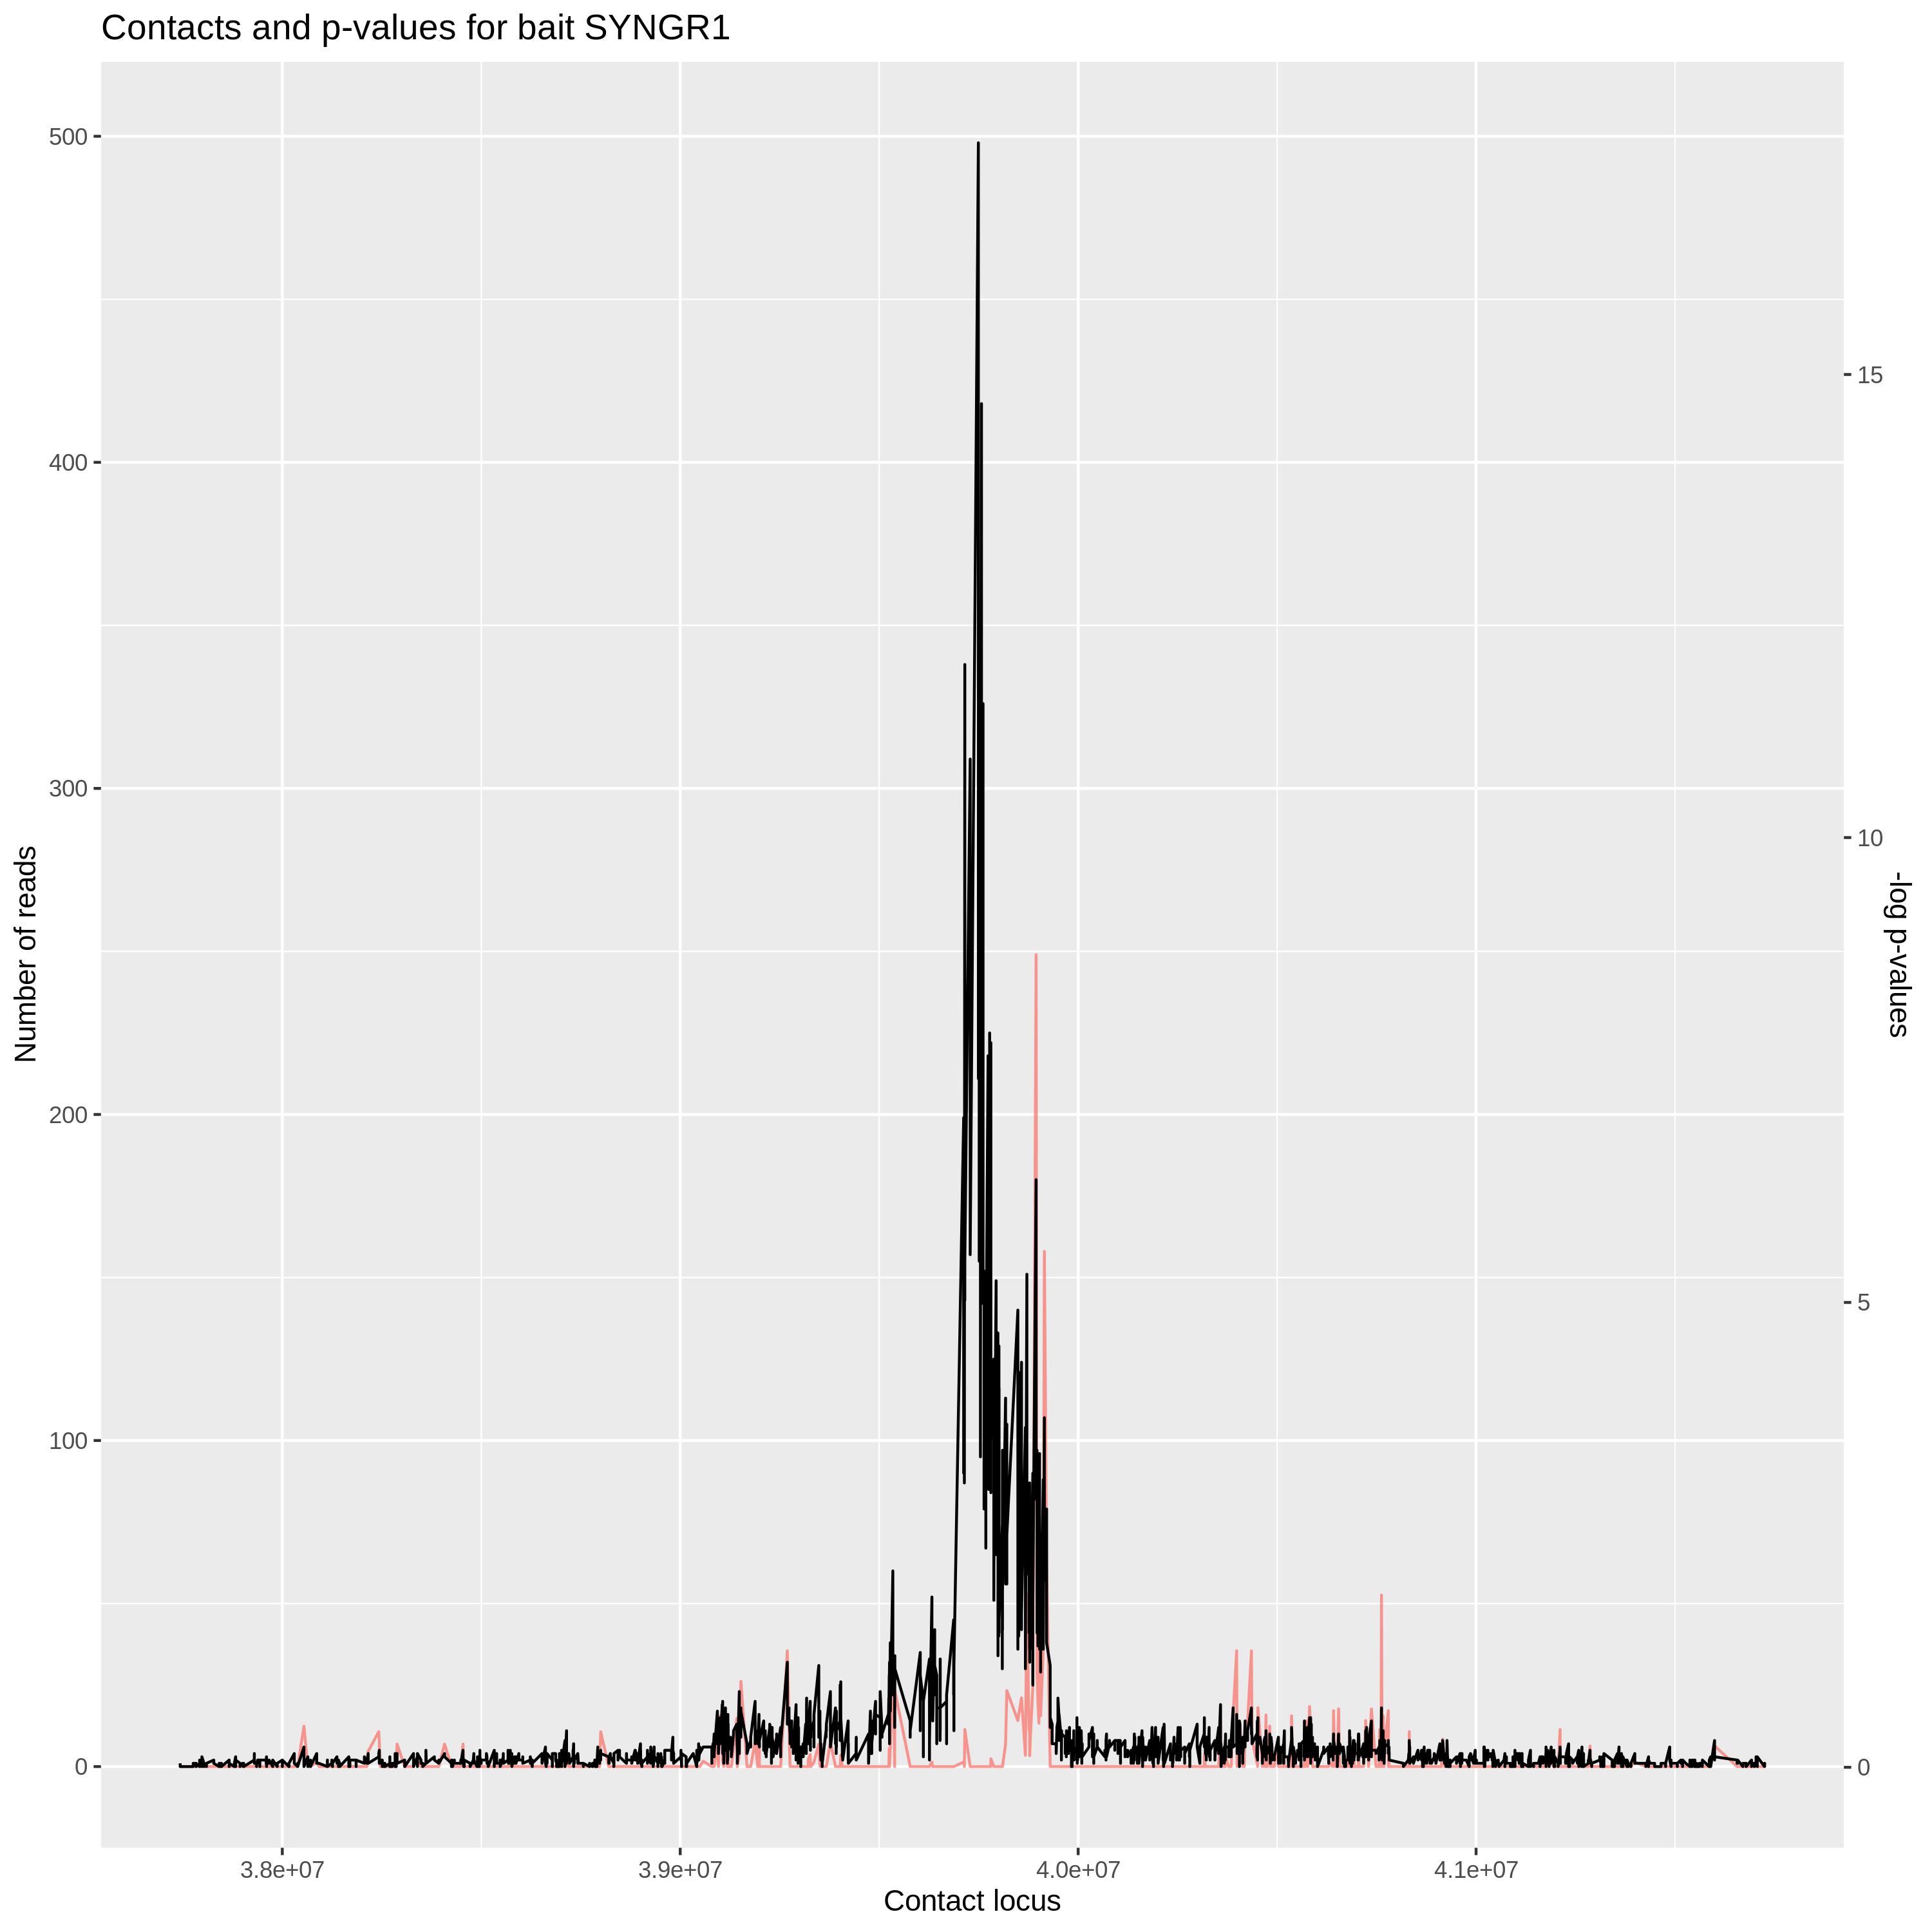 Contacts and p-values for bait SYNGR1
500
400
300
200
100
0
Number of reads
15
10
5
0
-log p-values
3.8e+07
3.9e+07
4.0e+07
4.1e+07
Contact locus